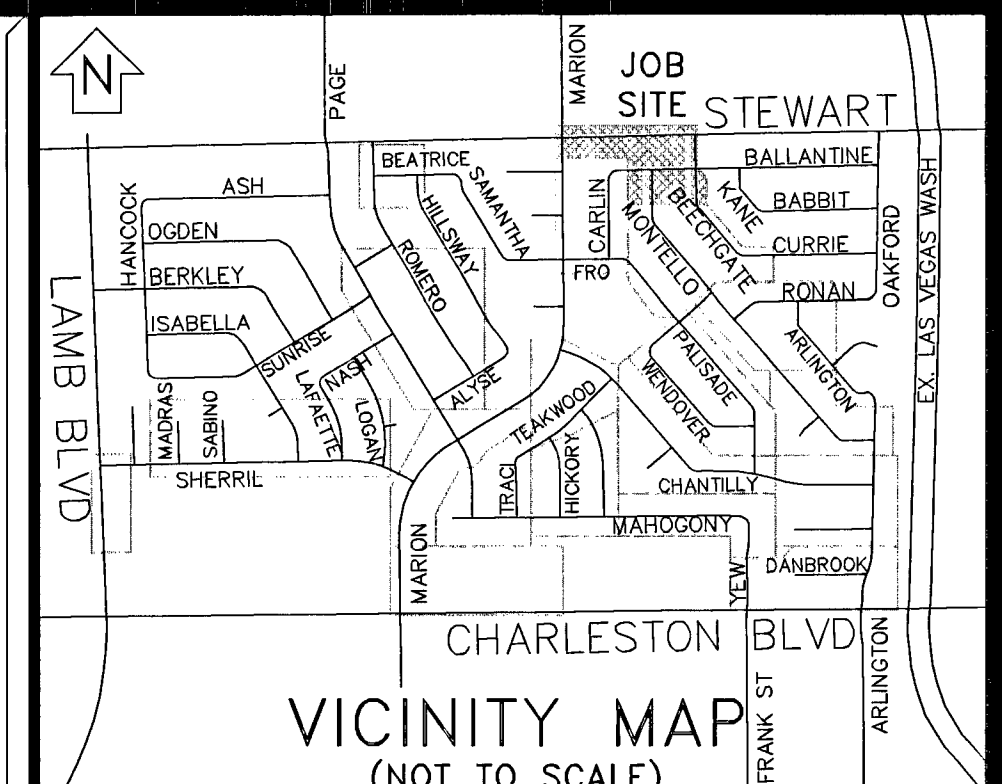 N
PAGE
MARION
JOB
SITE
STEWART
BEATRICE
SAMANTHA
BALLANTINE
HANCOCK
ASH
HILLSWAY
CARLIN
MONTELLO
BEECHGATE
KANE
BABBIT
OGDEN
ROMERO
CURRIE
OAKFORD
EX. LAS VEGAS WASH
BERKLEY
FRO
RONAN
LAMB BLVD
ISABELLA
SUNRISE
NASH
ALYSE
PALISADE
ARLINGTON
MADRAS
SABINO
LAFAETTE
LOGAN
TEAKWOOD
WENDOVER
SHERRIL
TRACI
HICKORY
CHANTILLY
MARION
MAHOGONY
YEW
DANBROOK
CHARLESTON BLVD
ARLINGTON
FRANK ST
VICINITY MAP
(NOT TO SCALE)